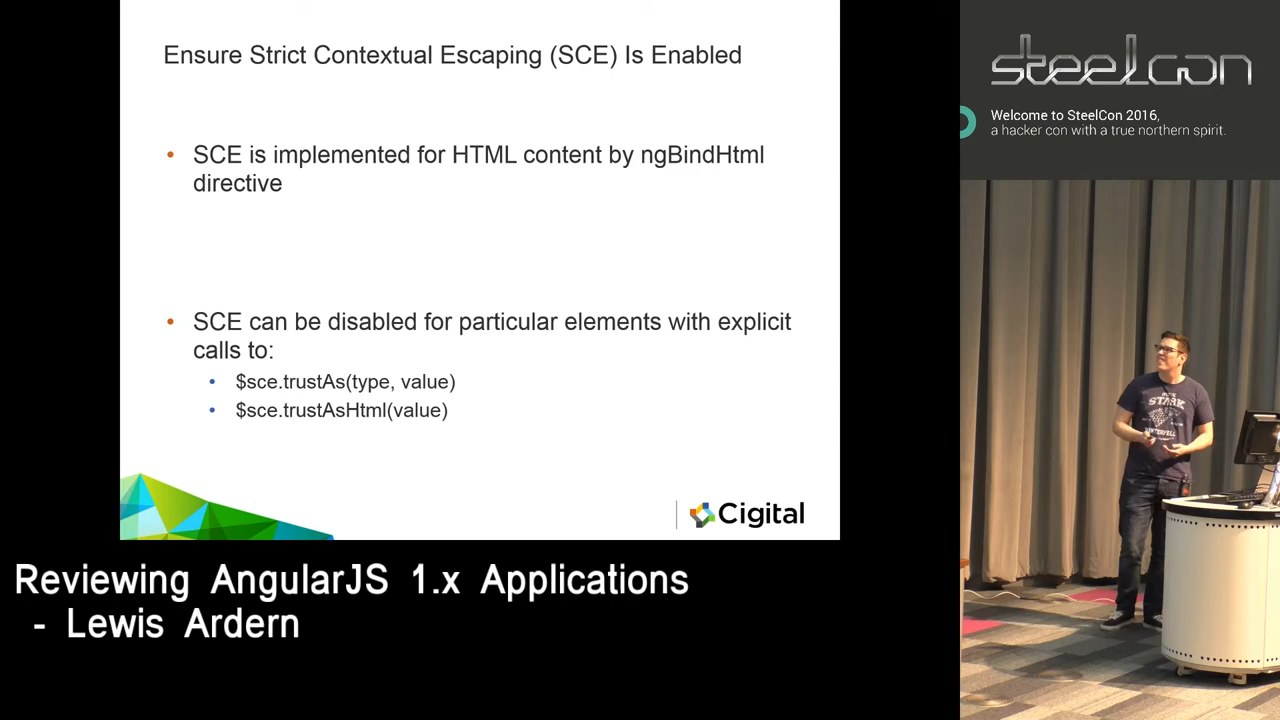 Ensure Strict Contextual Escaping (SCE) Is Enabled
• SCE is implemented for HTML content by ngBindHtml
directive
• SCE can be disabled for particular elements with explicit
calls to:
• $sce.trustAs(type, value)
• $sce.trustAsHtml(value)
Cigital
steelcon
Welcome to SteelCon 2016,
a hacker con with a true northern spirit.
STARK
WINTERFELL
Reviewing AngularJS 1.x Applications
- Lewis Ardern